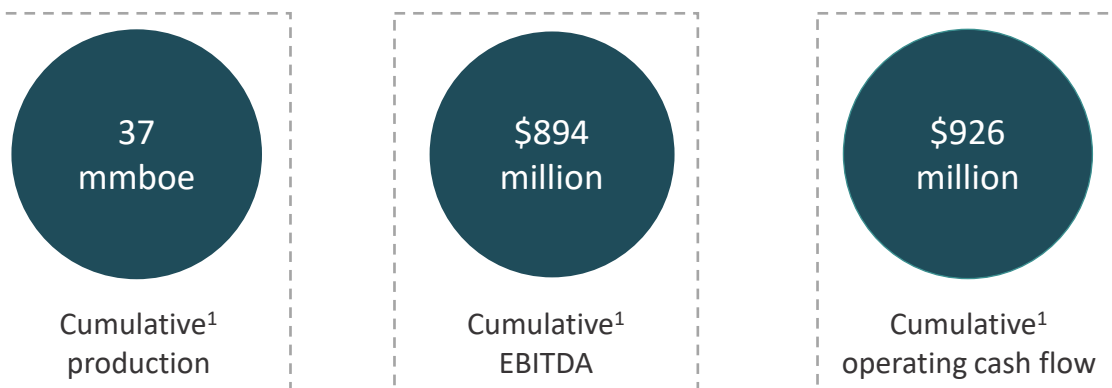 37
mmboe
Cumulative¹
production
$894
million
Cumulative¹
EBITDA
$926
million
Cumulative¹
operating cash flow